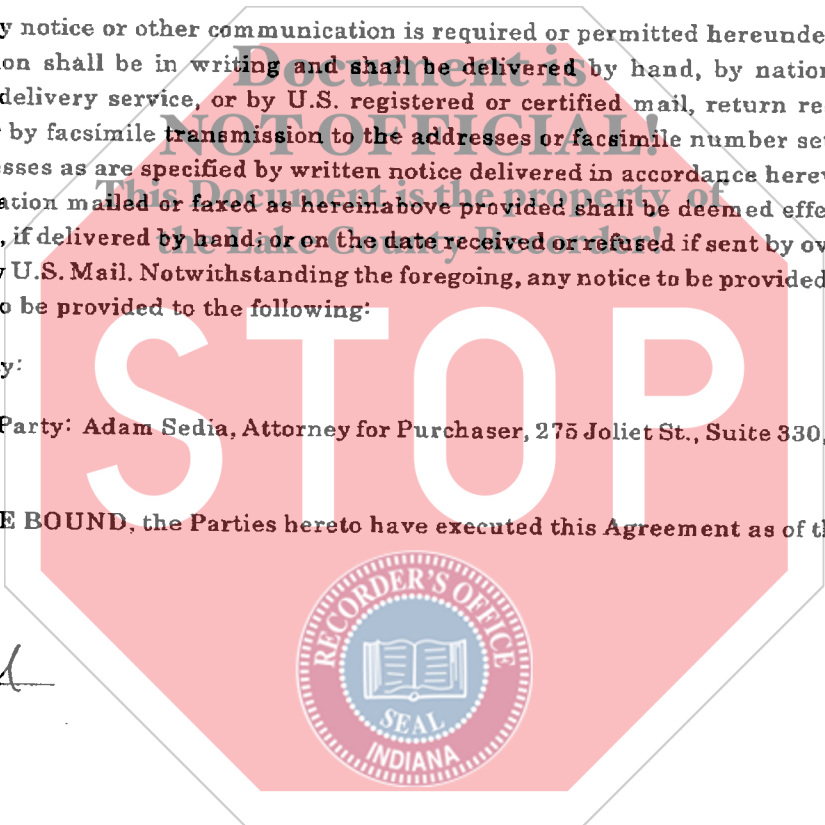 y notice or other communication is required or permitted hereunde
on shall be in writing and shall be delivered by hand, by nation
Document is
delivery service, or by U.S. registered or certified mail, return re
by facsimile transmission to the addresses or facsimile number se
NOT OFFICIAL!
sses as are specified by written notice delivered in accordance herew
This Document is the property of
ation mailed or faxed as hereinabove provided shall be deemed effe
, if delivered by hand; or on the date received or refused if sent by ov
the Lake County Recorder!
y U.S. Mail. Notwithstanding the foregoing, any notice to be provided
o be provided to the following:
STOP
y:
Party: Adam Sedia, Attorney for Purchaser, 275 Joliet St., Suite 330,
E BOUND, the Parties hereto have executed this Agreement as of th
RECORDER'S OFFICE
SEAL
INDIANA